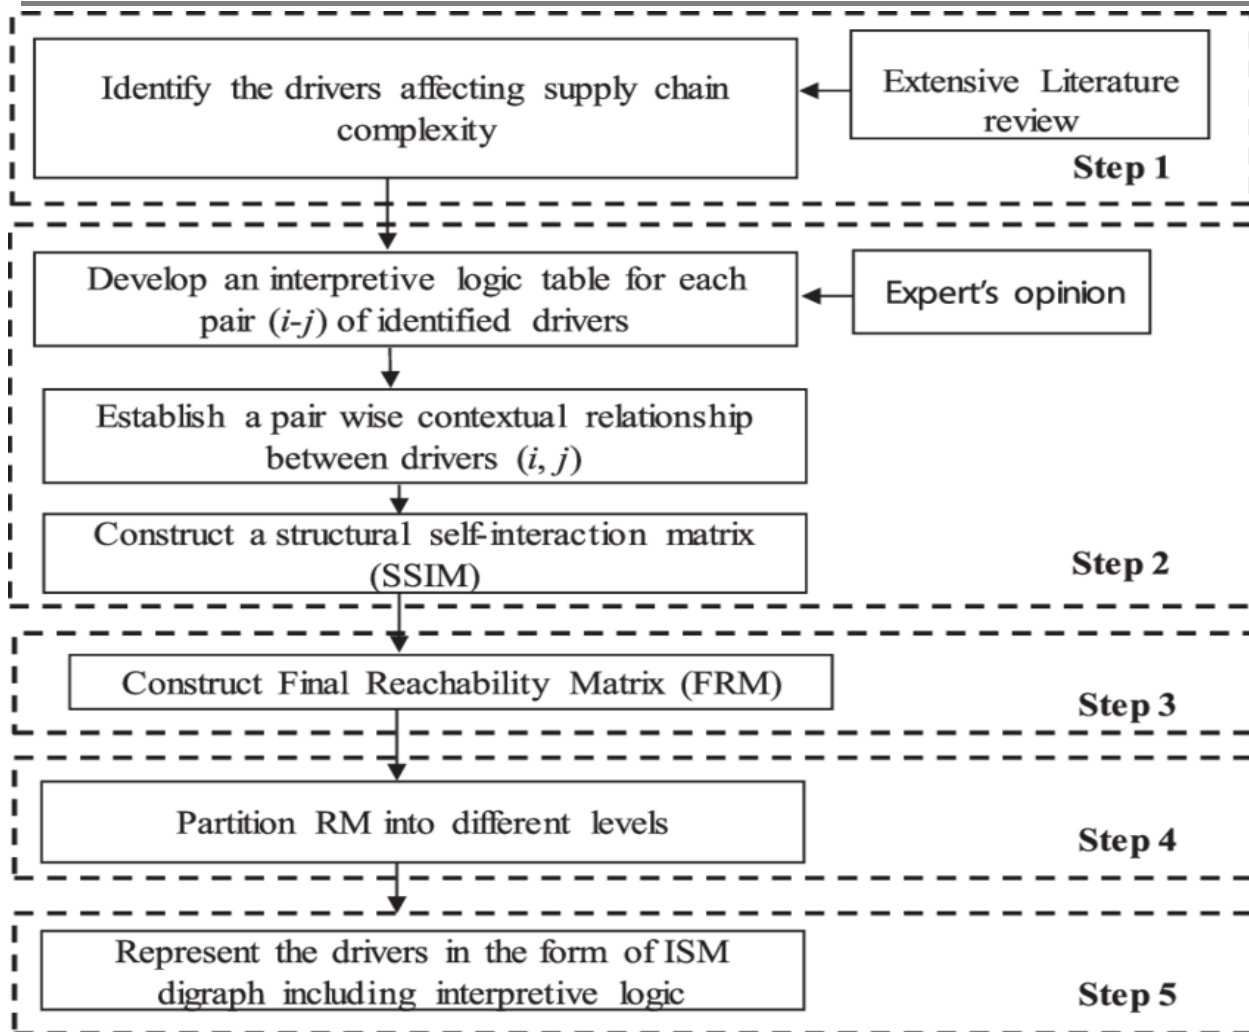 Identify the drivers affecting supply chain
complexity
Extensive Literature
review
Step 1
Develop an interpretive logic table for each
pair (i-j) of identified drivers
Expert's opinion
Establish a pair wise contextual relationship
between drivers (i, j)
Construct a structural self-interaction matrix
(SSIM)
Step 2
Construct Final Reachability Matrix (FRM)
Step 3
Partition RM into different levels
Step 4
Represent the drivers in the form of ISM
digraph including interpretive logic
Step 5